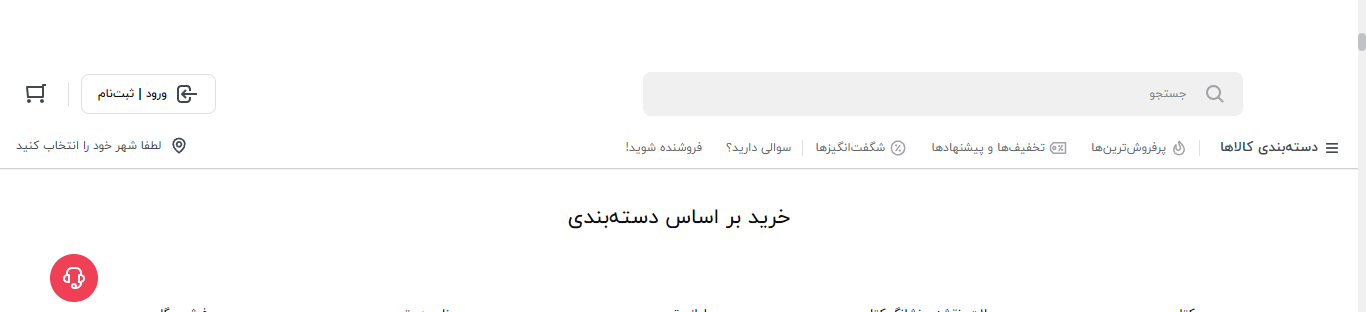 جستجو
ورود | ثبت‌نام
دسته‌بندی کالاها
پرفروش‌ترین‌ها
تخفیف‌ها و پیشنهادها
شگفت‌انگیزها
سوالی دارید؟
فروشنده شوید!
لطفا شهر خود را انتخاب کنید
خرید بر اساس دسته‌بندی